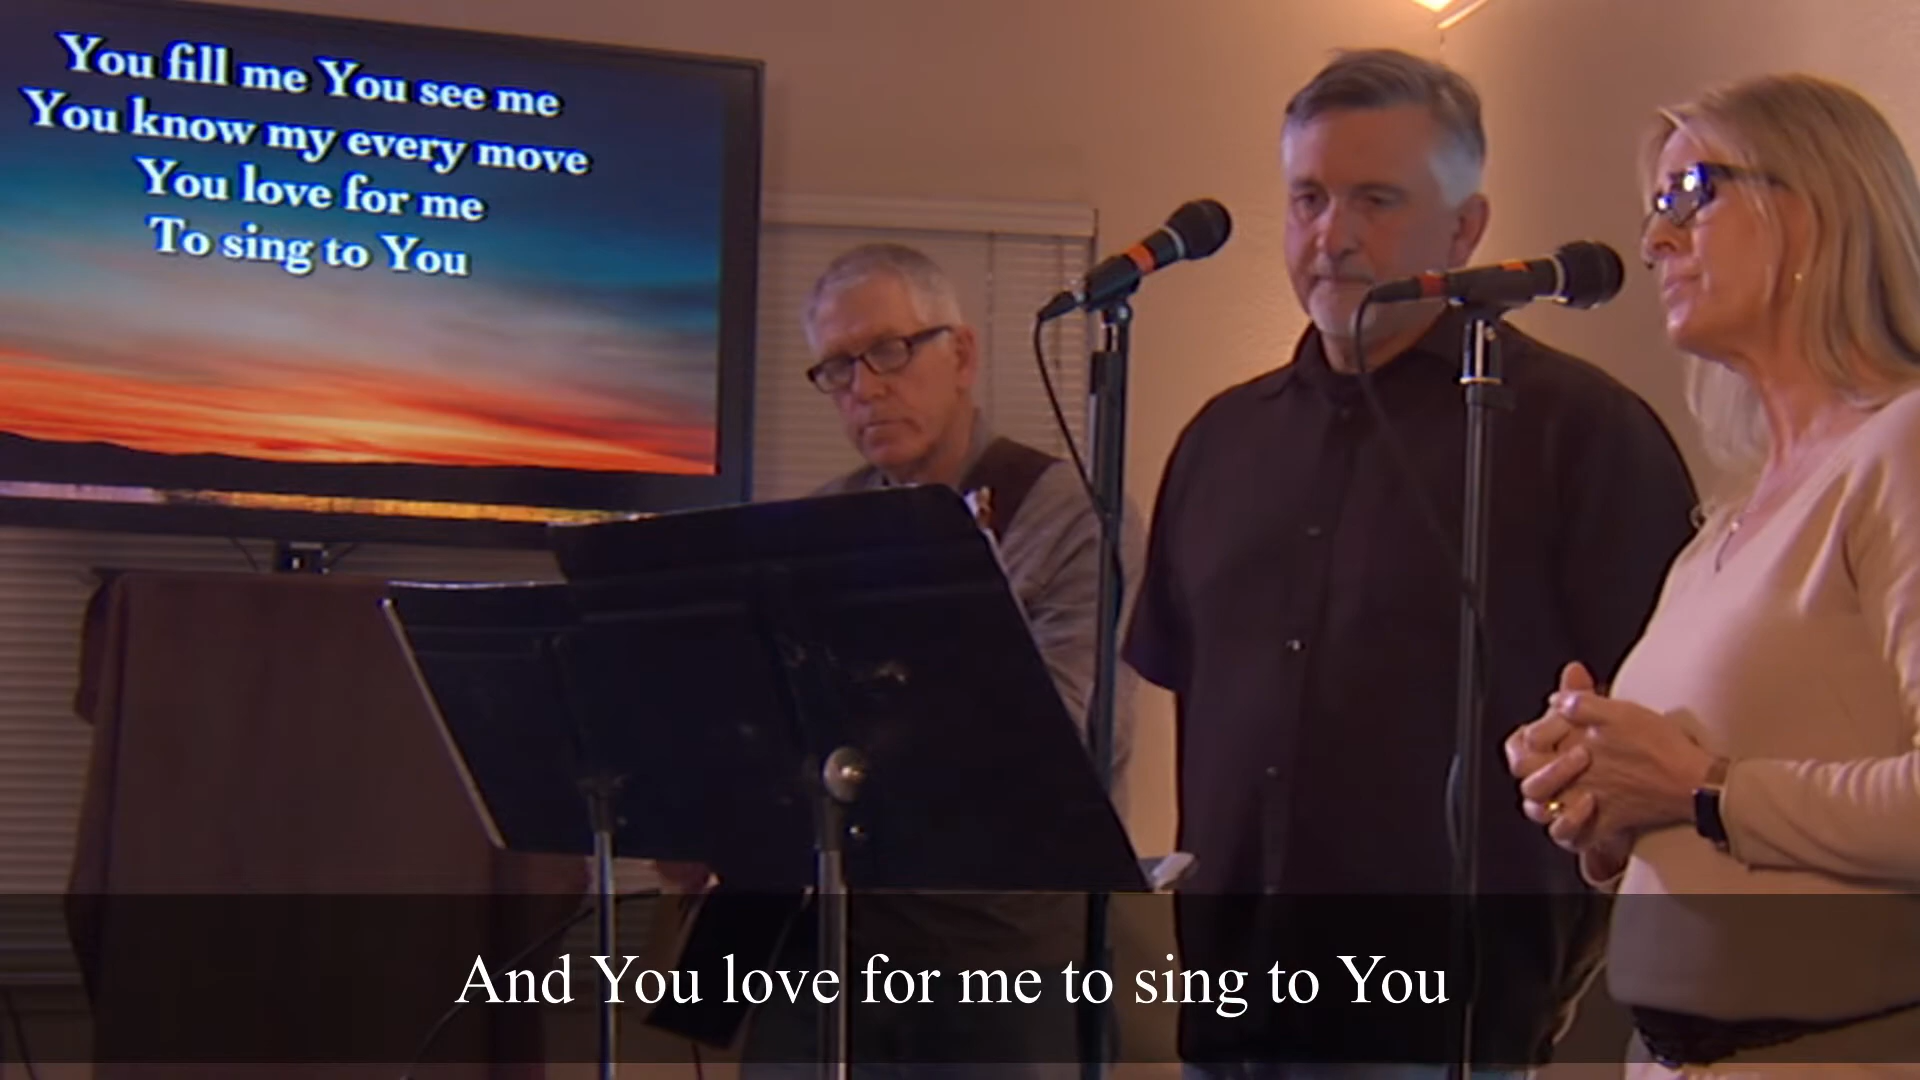 You fill me You see me
You know my every move
You love for me
To sing to You
And You love for me to sing to You